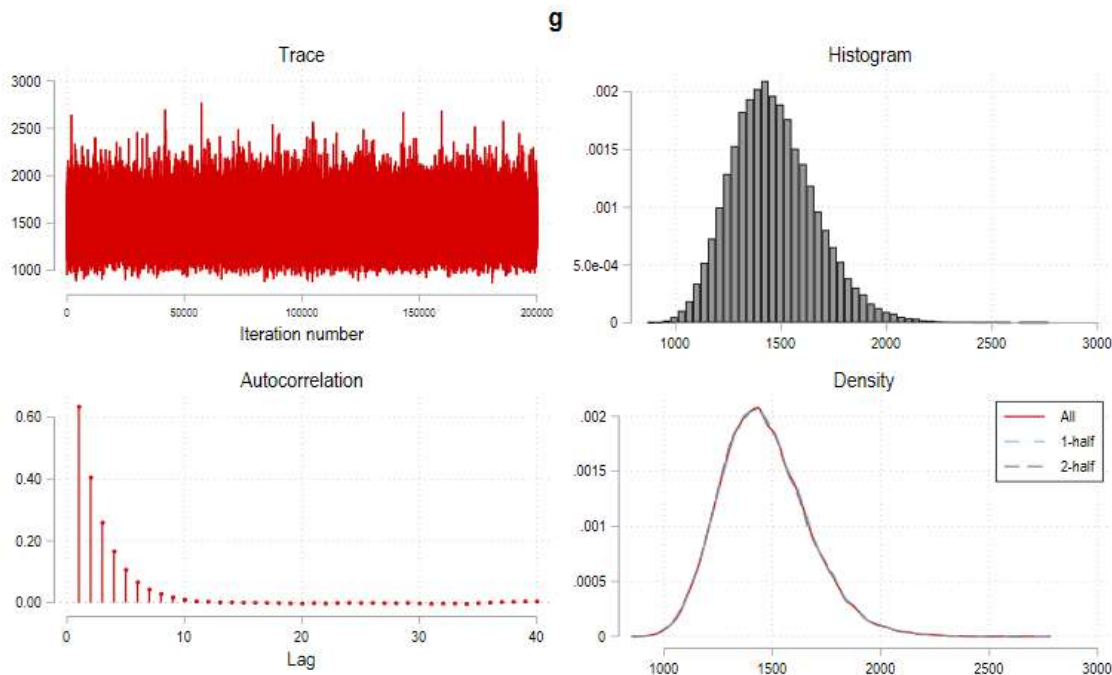 g
Trace
3000
2500
2000
1500
1000
0 50000 100000 150000 200000
Iteration number
Histogram
.002
.0015
.001
5.0e-04
0
1000 1500 2000 2500 3000
Autocorrelation
0.60
0.40
0.20
0.00
0 10 20 30 40
Lag
Density
All
1-half
2-half
.002
.0015
.001
.0005
0
1000 1500 2000 2500 3000